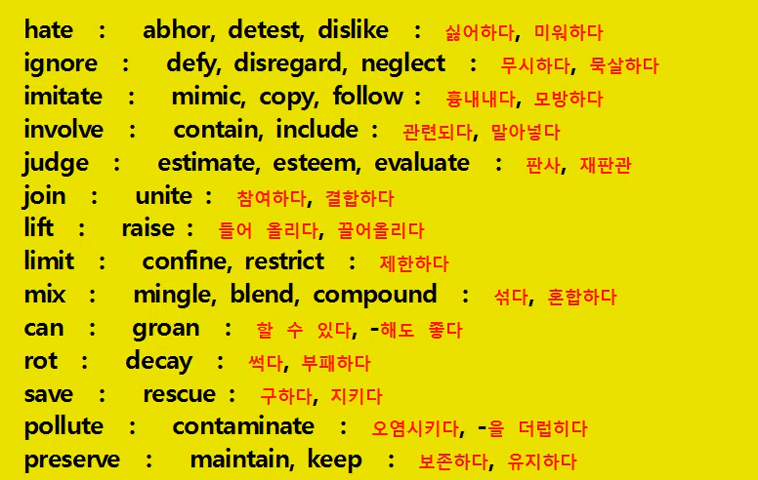 hate : abhor, detest, dislike : 싫어하다, 미워하다
ignore : defy, disregard, neglect : 무시하다, 묵살하다
imitate : mimic, copy, follow : 흉내내다, 모방하다
involve : contain, include : 관련되다, 말아넣다
judge : estimate, esteem, evaluate : 판사, 재판관
join : unite : 참여하다, 결합하다
lift : raise : 들어 올리다, 끌어올리다
limit : confine, restrict : 제한하다
mix : mingle, blend, compound : 섞다, 혼합하다
can : groan : 할 수 있다, -해도 좋다
rot : decay : 썩다, 부패하다
save : rescue : 구하다, 지키다
pollute : contaminate : 오염시키다, -을 더럽히다
preserve : maintain, keep : 보존하다, 유지하다